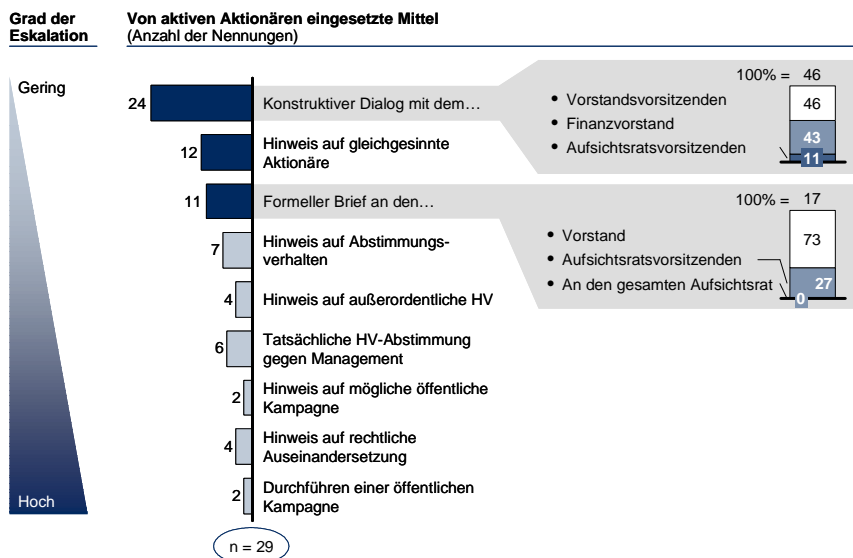 Grad der
Eskalation
Von aktiven Aktionären eingesetzte Mittel
(Anzahl der Nennungen)
Gering
24
Konstruktiver Dialog mit dem…
• Vorstandsvorsitzenden
• Finanzvorstand
• Aufsichtsratsvorsitzenden
100% = 46
46
43
11
12
Hinweis auf gleichgesinnte
Aktionäre
11
Formeller Brief an den…
• Vorstand
• Aufsichtsratsvorsitzenden
• An den gesamten Aufsichtsrat
100% = 17
73
27
0
7
Hinweis auf Abstimmungs-
verhalten
4
Hinweis auf außerordentliche HV
6
Tatsächliche HV-Abstimmung
gegen Management
2
Hinweis auf mögliche öffentliche
Kampagne
4
Hinweis auf rechtliche
Auseinandersetzung
2
Durchführen einer öffentlichen
Kampagne
Hoch
n = 29